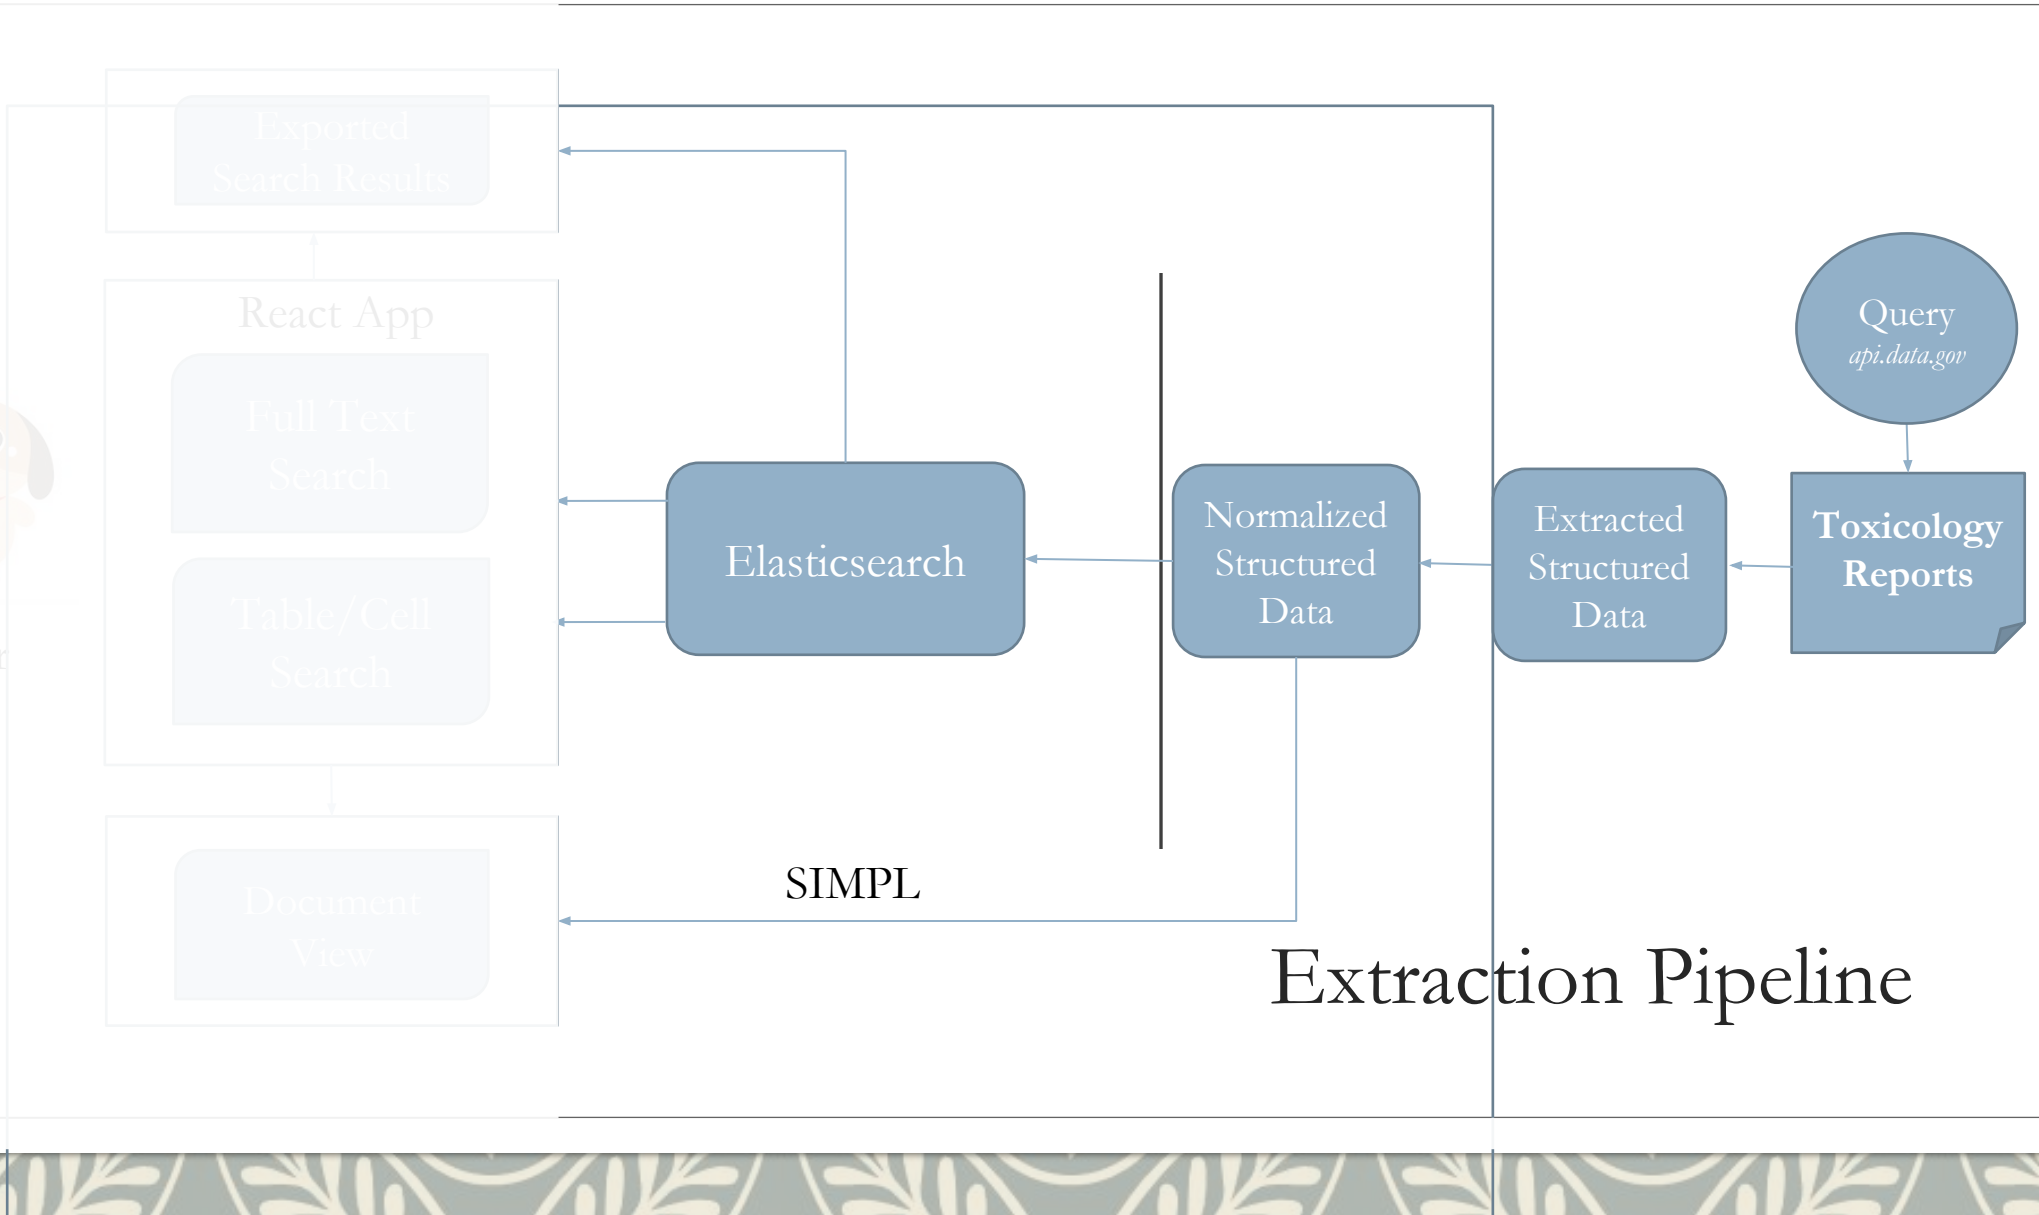 Exported
Search Results
React App
Full Text
Search
Table/Cell
Search
Document
View
Elasticsearch
SIMPL
Normalized
Structured
Data
Extracted
Structured
Data
Query
api.data.gov
Toxicology
Reports
Extraction Pipeline